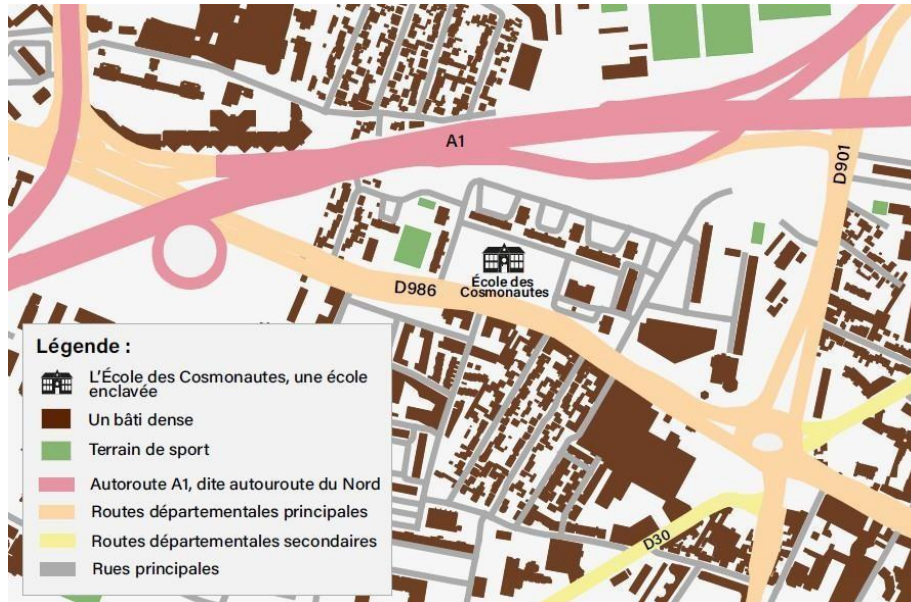 A1
D901
D986
École des
Cosmonautes
Légende :
L'École des Cosmonautes, une école
enclavée
Un bâti dense
Terrain de sport
Autoroute A1, dite autouroute du Nord
Routes départementales principales
Routes départementales secondaires
Rues principales
D30